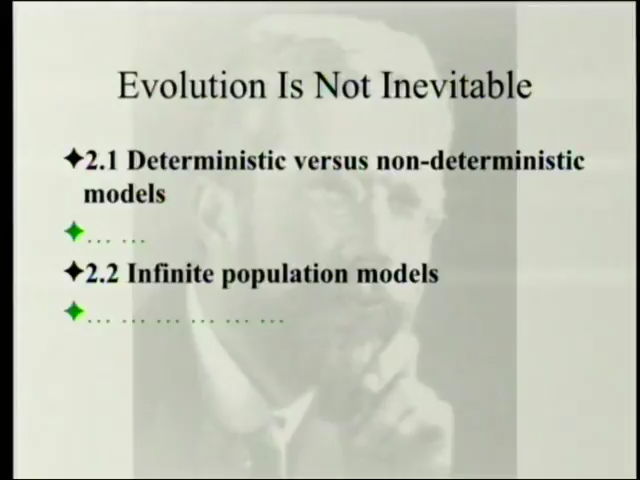 Evolution Is Not Inevitable
✦2.1 Deterministic versus non-deterministic
models
✦... ...
✦2.2 Infinite population models
✦... ... ... ... ... ...